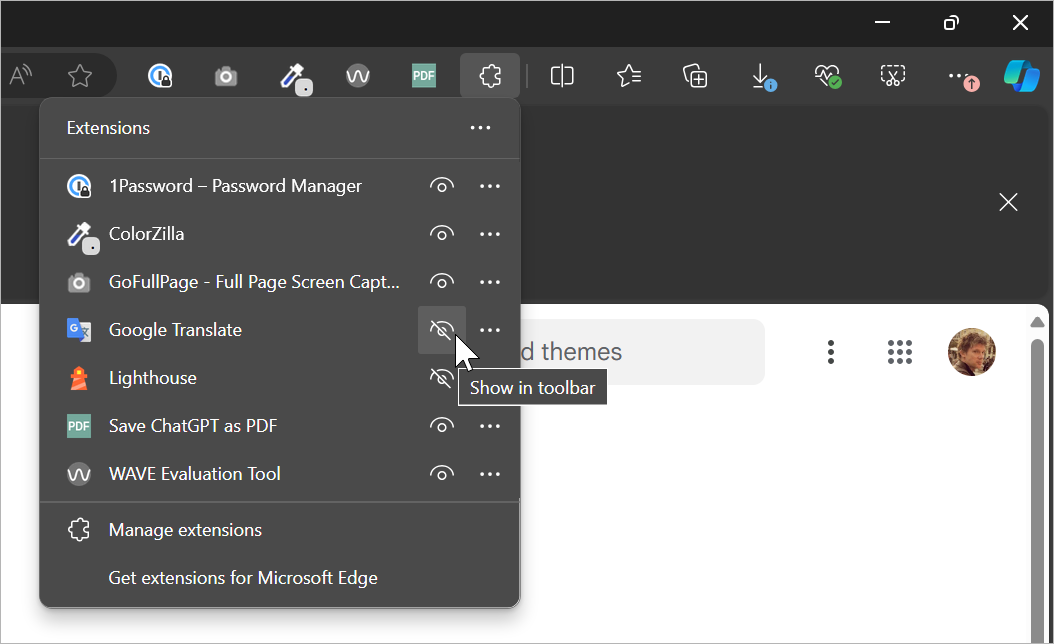 A
PDF
Extensions
1Password – Password Manager
ColorZilla
GoFullPage - Full Page Screen Capt...
Google Translate
d themes
Lighthouse
Show in toolbar
PDF Save ChatGPT as PDF
WAVE Evaluation Tool
Manage extensions
Get extensions for Microsoft Edge